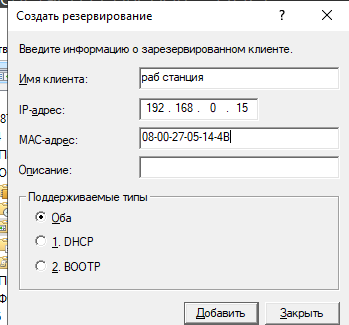 Создать резервирование
Введите информацию о зарезервированном клиенте.
Имя клиента: раб станция
IP-адрес: 192 . 168 . 0 . 15
MAC-адрес: 08-00-27-05-14-4B
Описание:
Поддерживаемые типы
Оба
1. DHCP
2. BOOTP
Добавить Закрыть